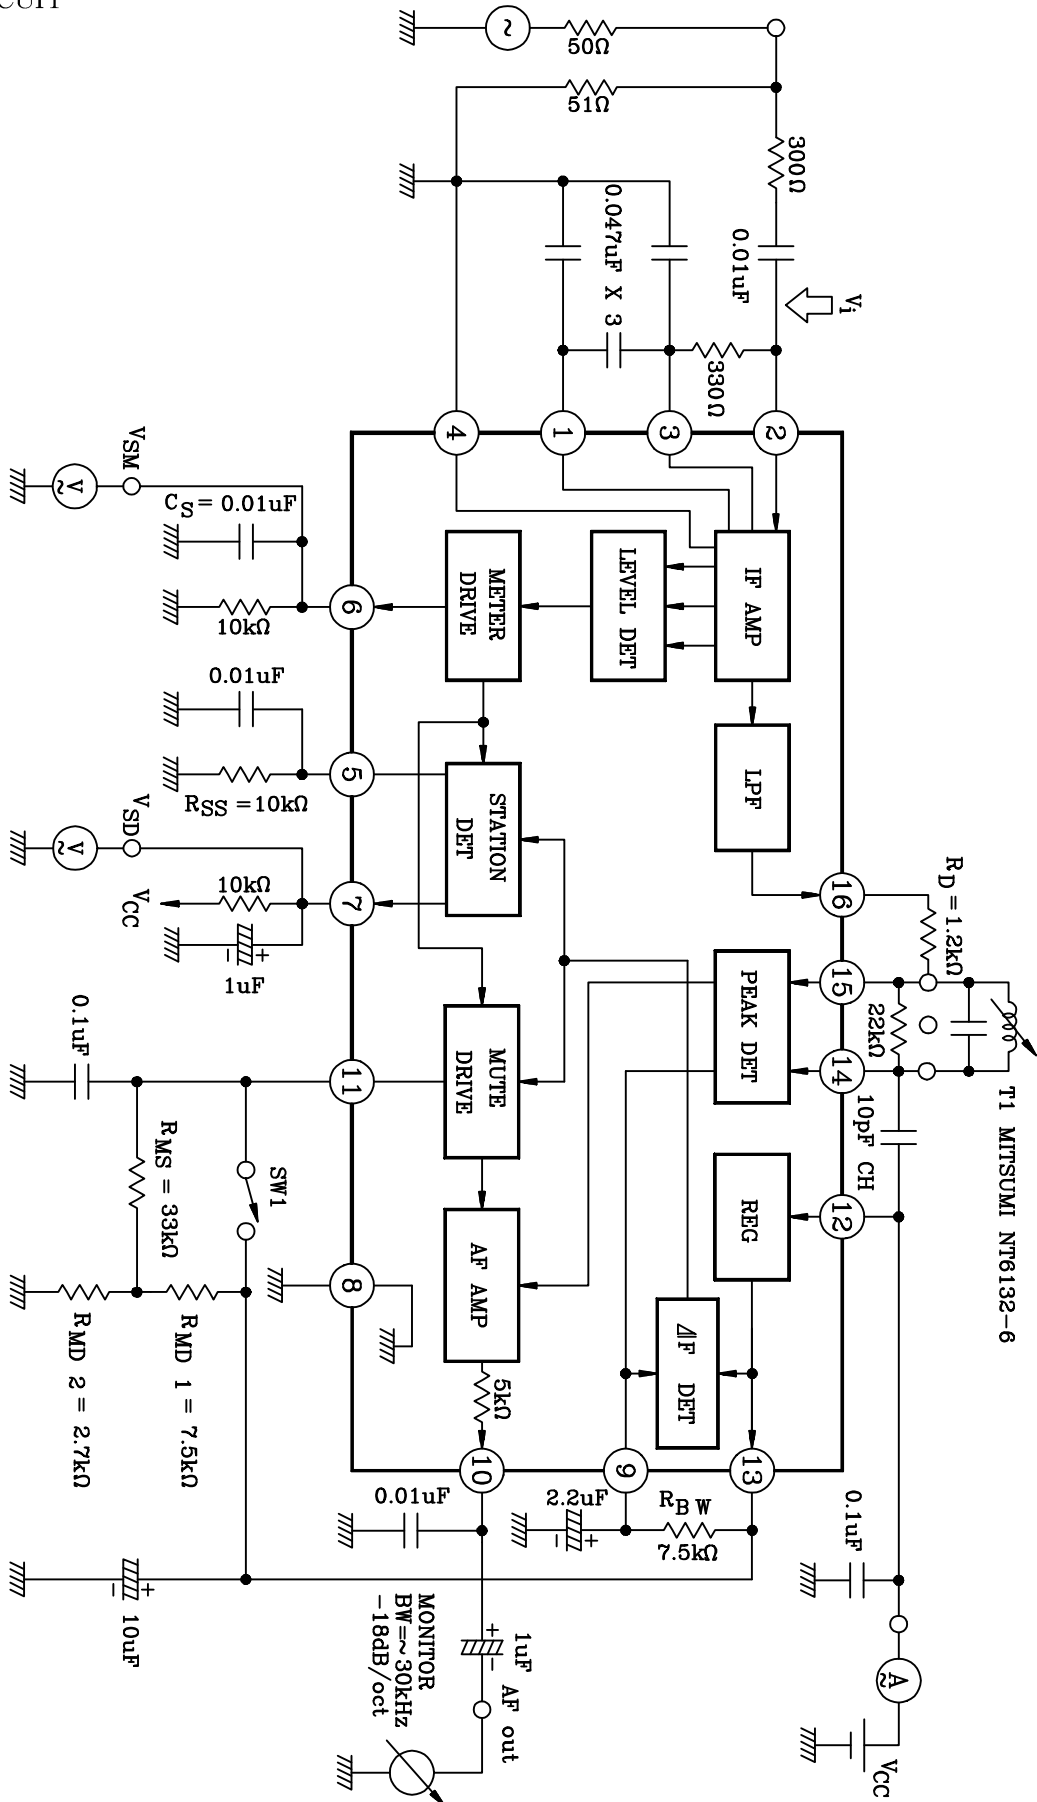 CUIT
50Ω
51Ω
300Ω
0.01uF
0.047uF X 3
330Ω
Vi
4
1
3
2
VSM
V
CS = 0.01uF
10kΩ
6
METER
DRIVE
LEVEL DET
IF AMP
0.01uF
RSS = 10kΩ
5
STATION
DET
LPF
VSD
V
10kΩ
VCC
7
1uF
16
RD = 1.2kΩ
15
22kΩ
14
PEAK DET
T1 MITSUMI NT6132-6
10pF CH
12
REG
0.1uF
11
MUTE
DRIVE
RMS = 33kΩ
SW1
RMD 1 = 7.5kΩ
RMD 2 = 2.7kΩ
8
AF AMP
5kΩ
⊿F DET
10
9
13
0.01uF
2.2uF
RBW
7.5kΩ
0.1uF
10uF
MONITOR
BW=~30kHz
-18dB/oct
1uF
AF out
A
VCC